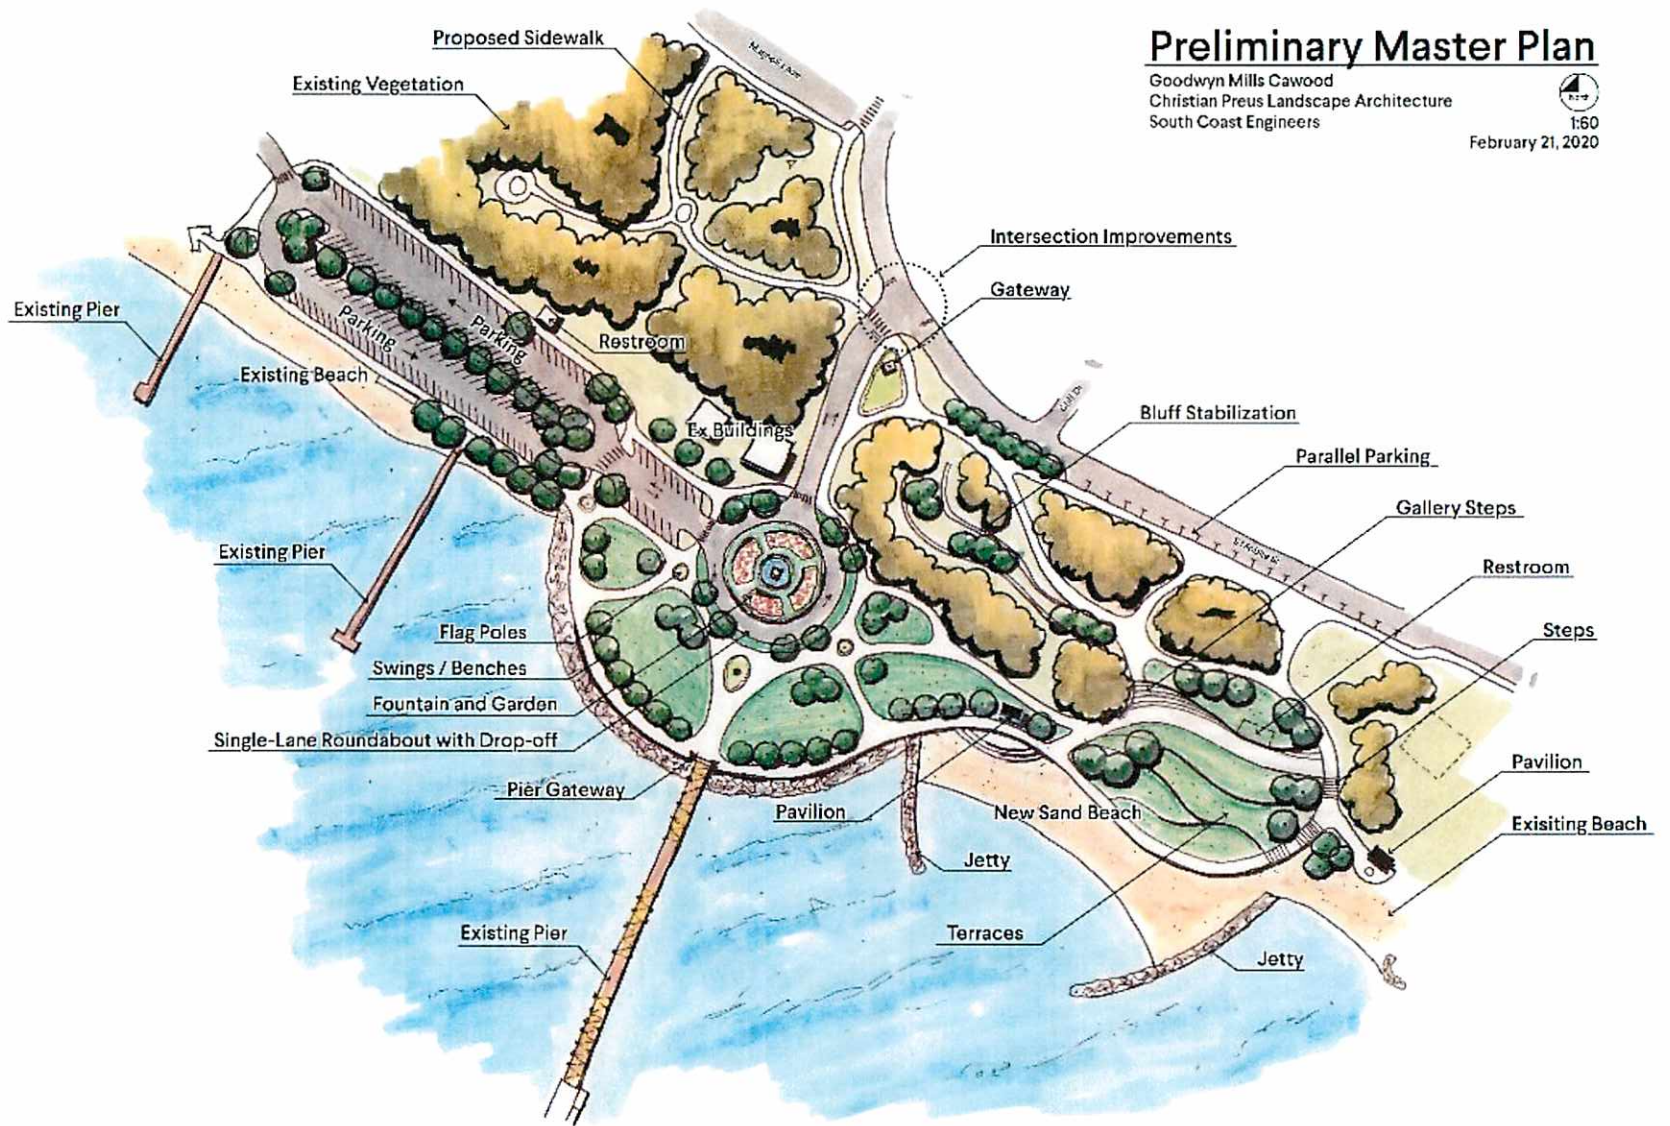 Preliminary Master Plan
Goodwyn Mills Cawood
Christian Preus Landscape Architecture
South Coast Engineers
North
1:60
February 21, 2020
Proposed Sidewalk
Existing Vegetation
Intersection Improvements
Gateway
Existing Pier
Parking
Parking
Restroom
Existing Beach
Ex Buildings
Bluff Stabilization
Parallel Parking
Gallery Steps
Restroom
Existing Pier
Flag Poles
Steps
Swings / Benches
Fountain and Garden
Single-Lane Roundabout with Drop-off
Pier Gateway
Pavilion
New Sand Beach
Pavilion
Exisiting Beach
Jetty
Existing Pier
Terraces
Jetty